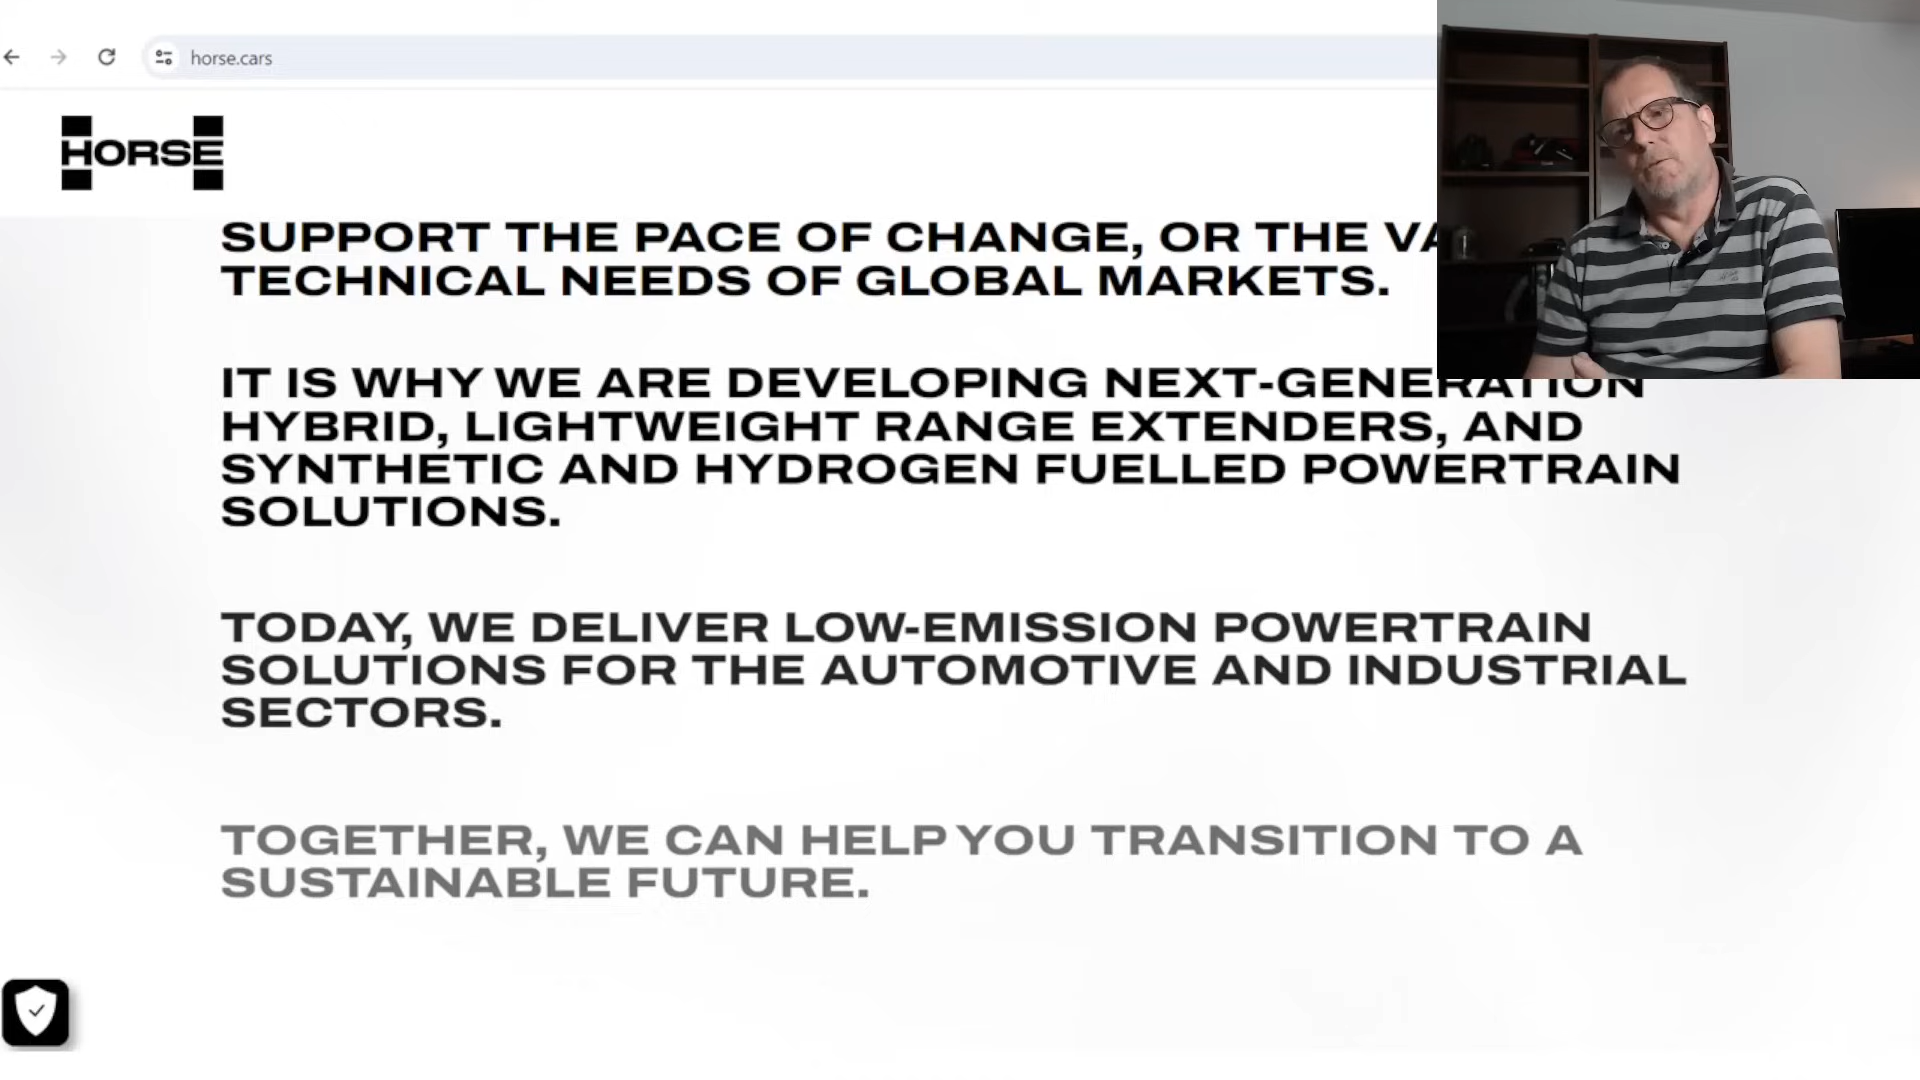 horse.cars
HORSE
SUPPORT THE PACE OF CHANGE, OR THE
TECHNICAL NEEDS OF GLOBAL MARKETS.
IT IS WHY WE ARE DEVELOPING NEXT-GENERATION
HYBRID, LIGHTWEIGHT RANGE EXTENDERS, AND
SYNTHETIC AND HYDROGEN FUELLED POWERTRAIN
SOLUTIONS.
TODAY, WE DELIVER LOW-EMISSION POWERTRAIN
SOLUTIONS FOR THE AUTOMOTIVE AND INDUSTRIAL
SECTORS.
TOGETHER, WE CAN HELP YOU TRANSITION TO A
SUSTAINABLE FUTURE.